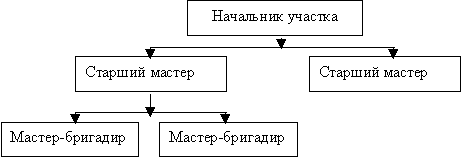 Начальник участка
Старший мастер
Старший мастер
Мастер-бригадир
Мастер-бригадир